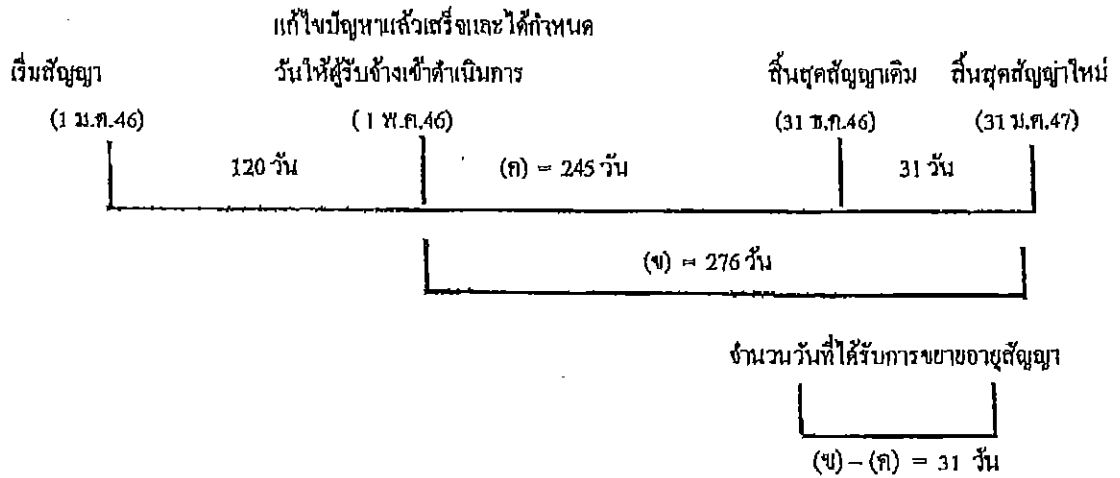 แก้ไขปัญหาแล้วเสร็จและได้กำหนด
เริ่มสัญญา วันให้ผู้รับจ้างเข้าดำเนินการ สิ้นสุดสัญญาเดิม สิ้นสุดสัญญาใหม่
(1 ม.ค.46) (1 พ.ค.46) (31 ธ.ค.46) (31 ม.ค.47)
120 วัน (ค) = 245 วัน 31 วัน
(ข) = 276 วัน
จำนวนวันที่ได้รับการขยายอายุสัญญา
(ข) – (ค) = 31 วัน